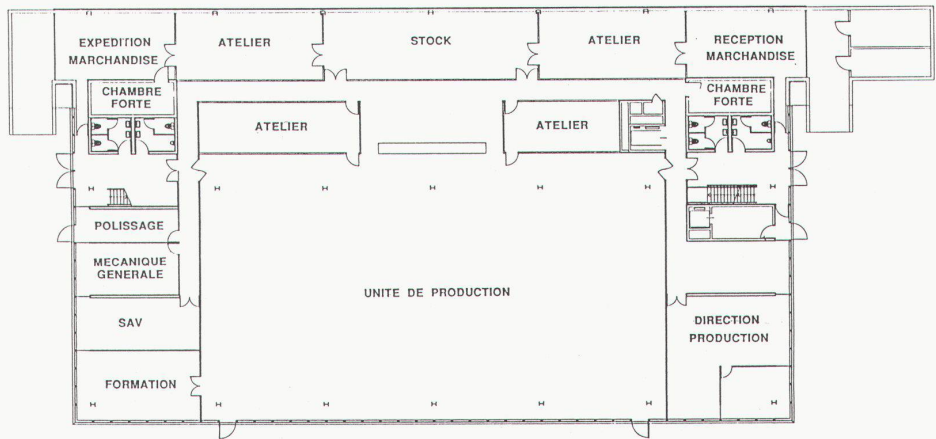 EXPEDITION
MARCHANDISE
ATELIER
STOCK
ATELIER
RECEPTION
MARCHANDISE
CHAMBRE
FORTE
CHAMBRE
FORTE
ATELIER
ATELIER
POLISSAGE
MECANIQUE
GENERALE
UNITE DE PRODUCTION
SAV
DIRECTION
PRODUCTION
FORMATION